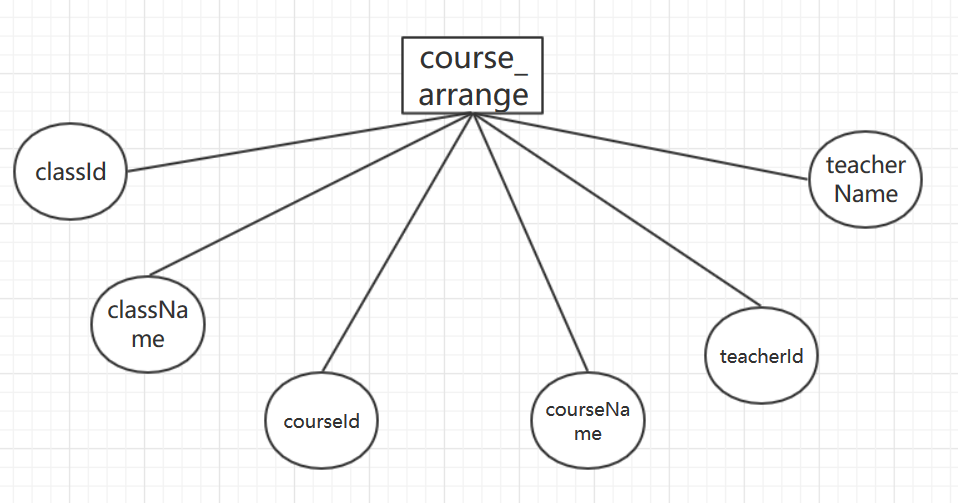 course_
arrange
classId
teacher
Name
classNa
me
teacherId
courseId
courseNa
me